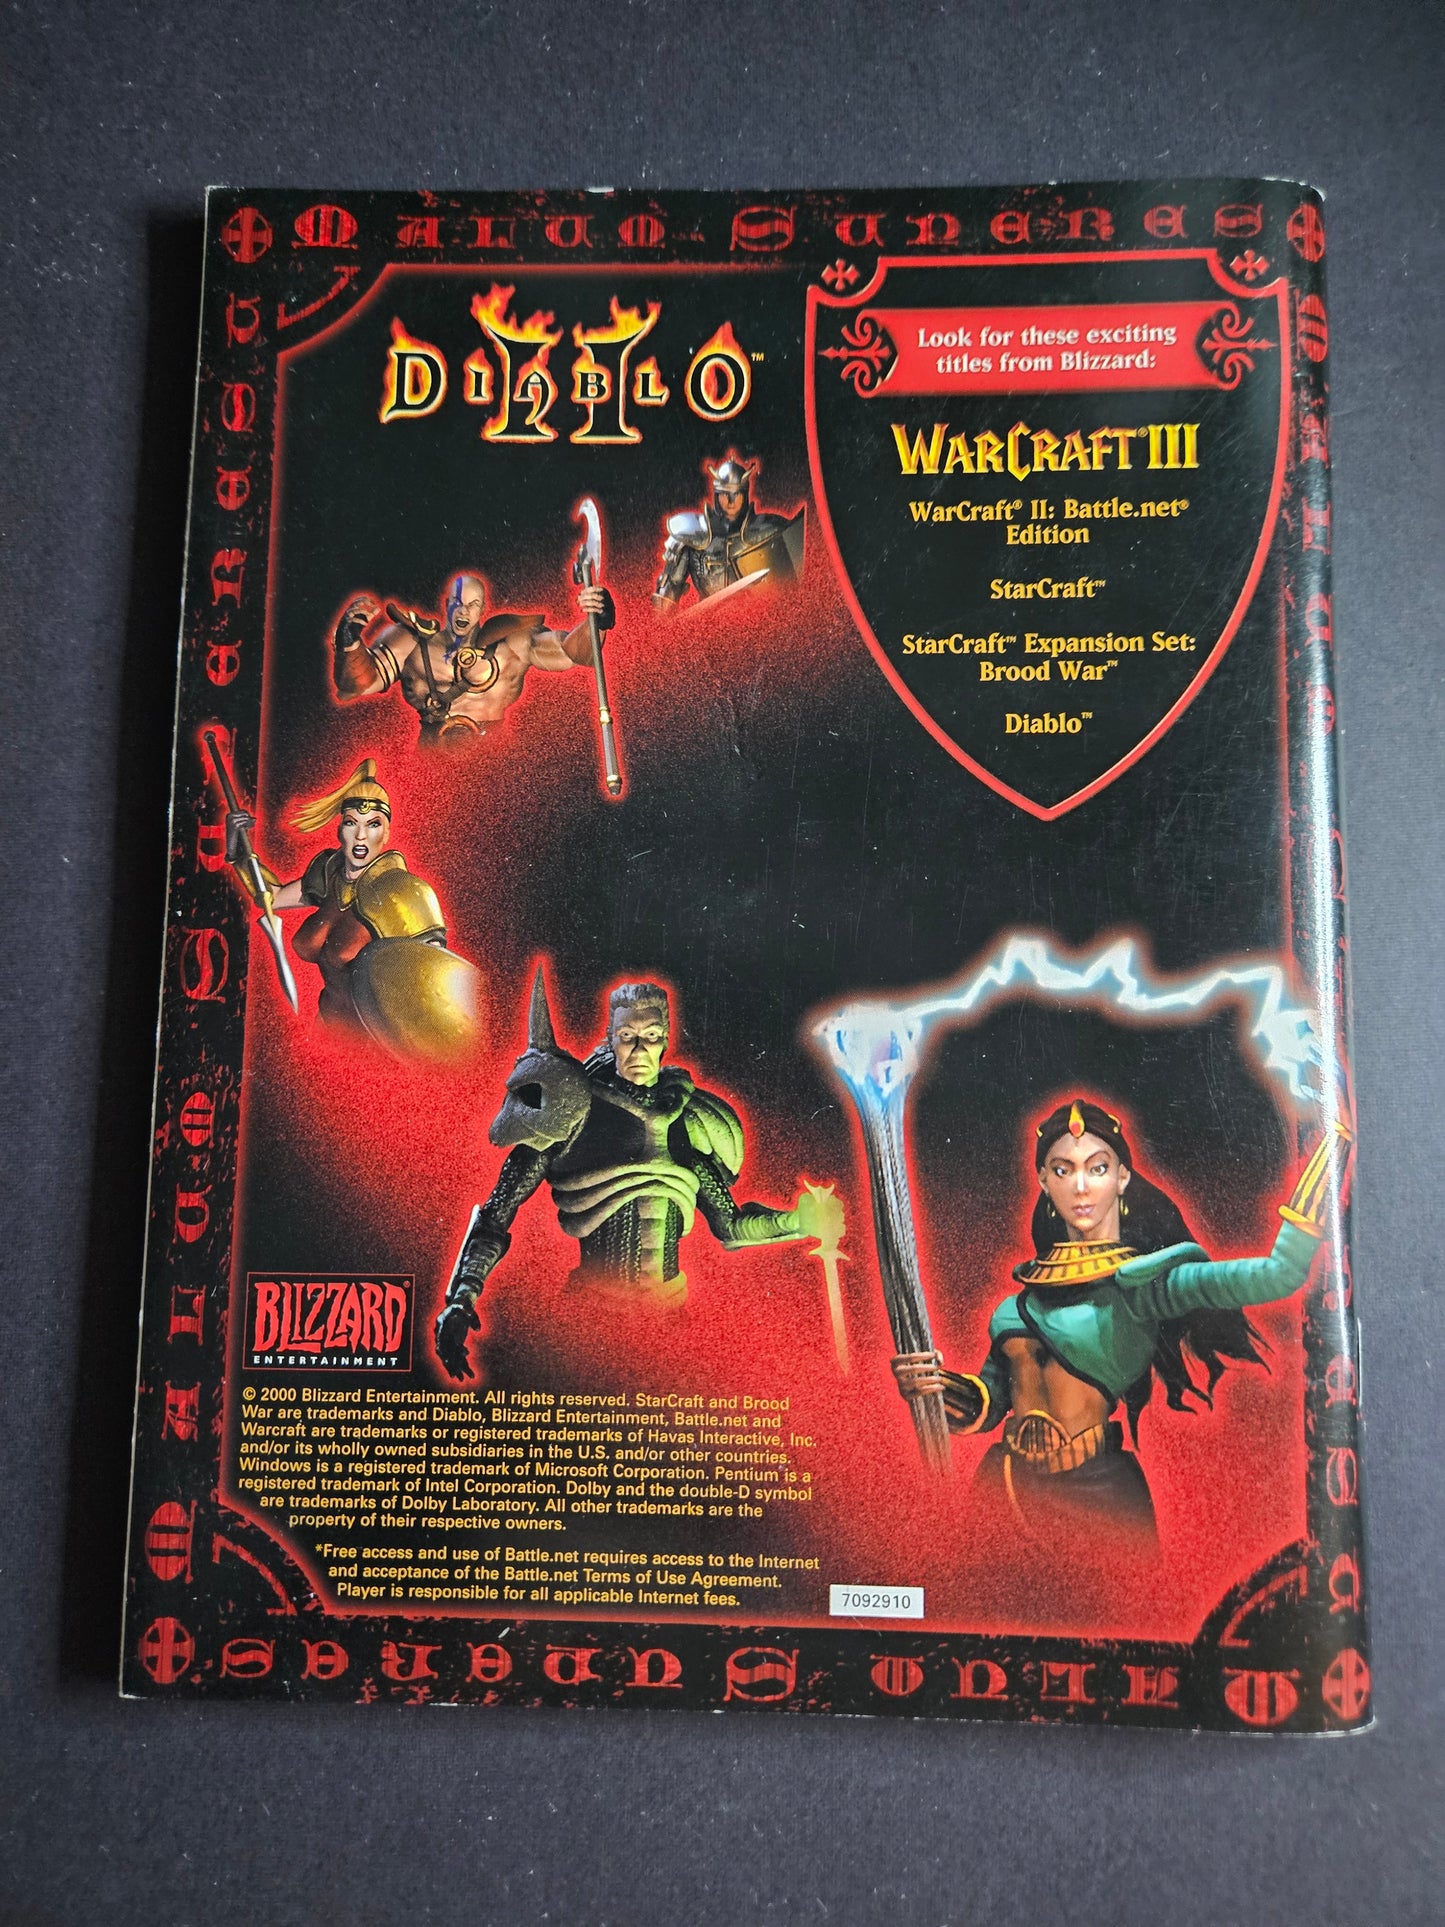 MALUM SUPERES
DIABLO II™
Look for these exciting
titles from Blizzard:
WARCRAFT® III
WarCraft® II: Battle.net®
Edition
StarCraft™
StarCraft™ Expansion Set:
Brood War™
Diablo™
BLIZZARD®
ENTERTAINMENT
© 2000 Blizzard Entertainment. All rights reserved. StarCraft and Brood
War are trademarks and Diablo, Blizzard Entertainment, Battle.net and
Warcraft are trademarks or registered trademarks of Havas Interactive, Inc.
and/or its wholly owned subsidiaries in the U.S. and/or other countries.
Windows is a registered trademark of Microsoft Corporation. Pentium is a
registered trademark of Intel Corporation. Dolby and the double-D symbol
are trademarks of Dolby Laboratory. All other trademarks are the
property of their respective owners.
*Free access and use of Battle.net requires access to the Internet
and acceptance of the Battle.net Terms of Use Agreement.
Player is responsible for all applicable Internet fees.
7092910
MALUM SUPERES